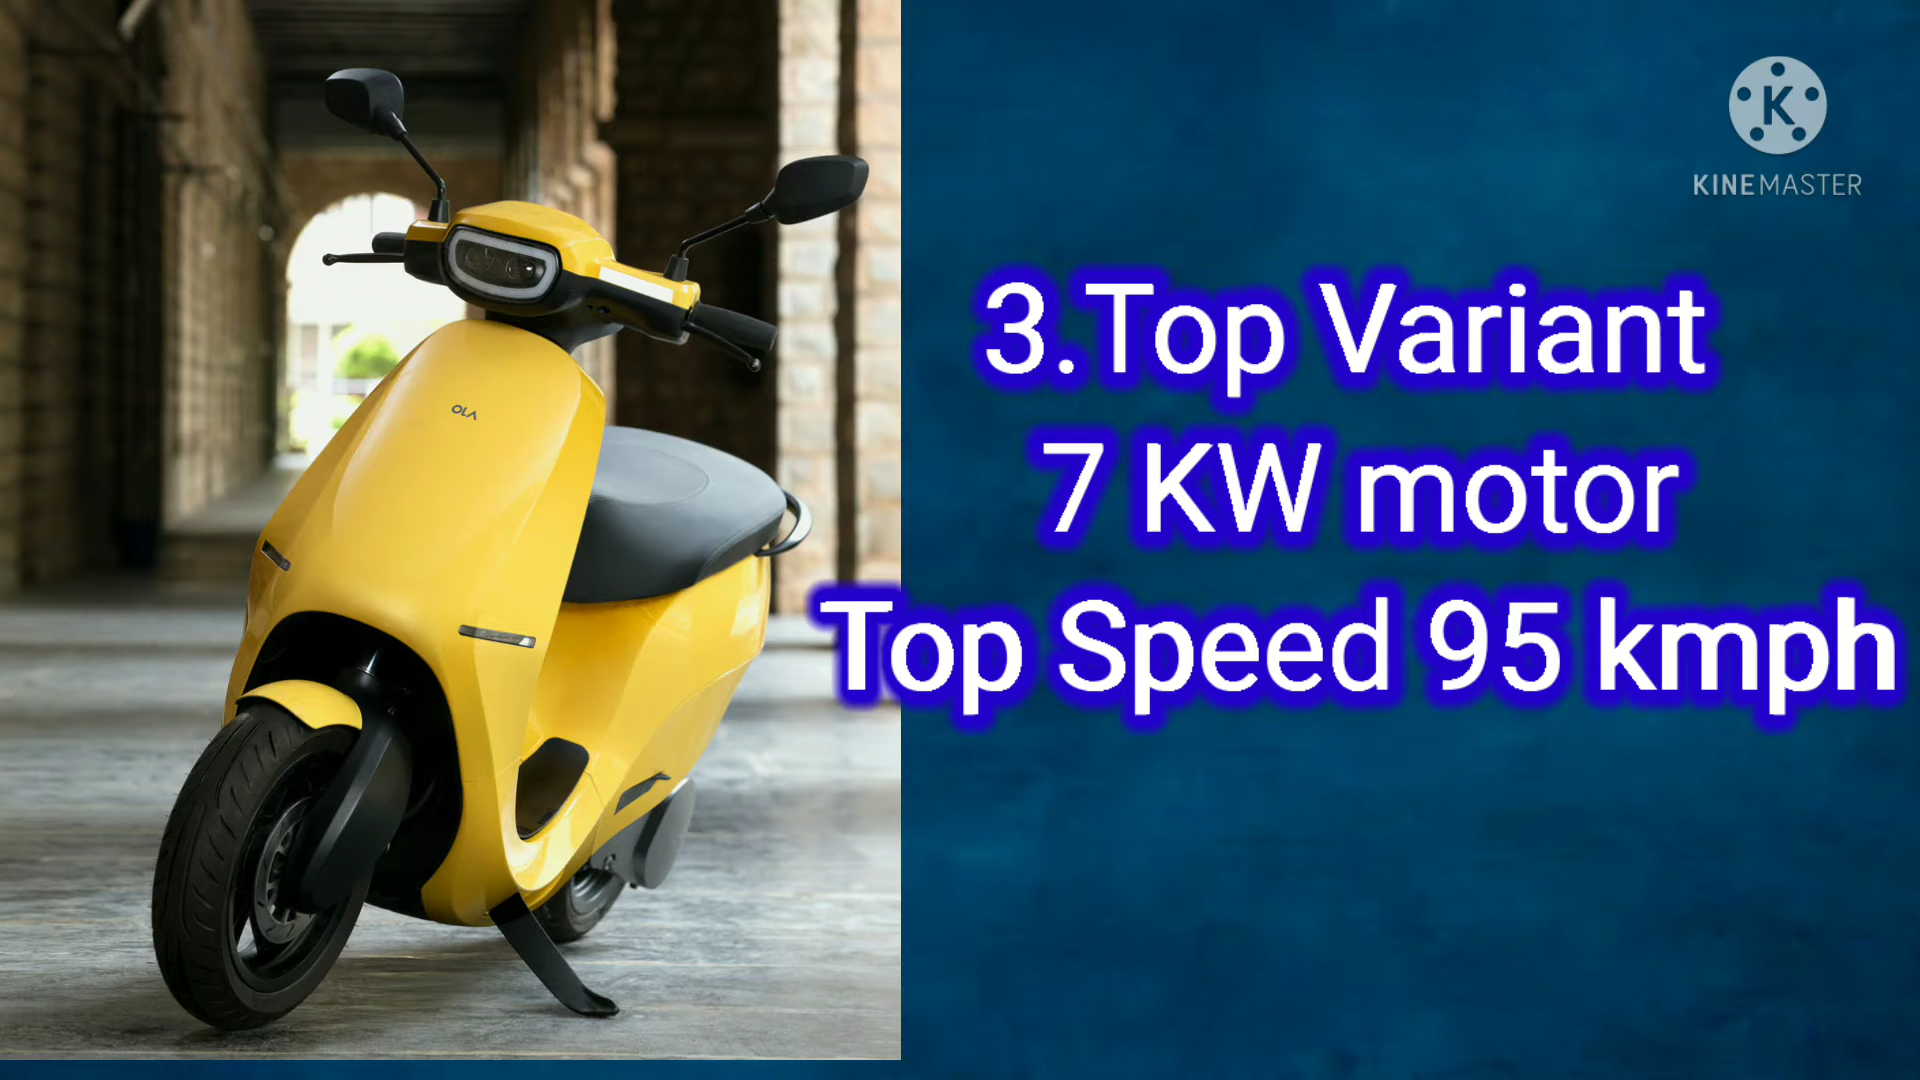 KINEMASTER
OLA
3.Top Variant
7 KW motor
Top Speed 95 kmph